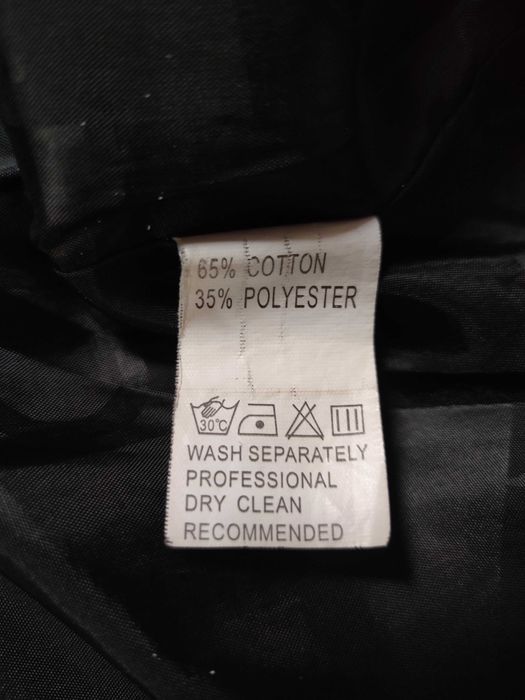 65% COTTON
35% POLYESTER
30°C
WASH SEPARATELY
PROFESSIONAL
DRY CLEAN
RECOMMENDED